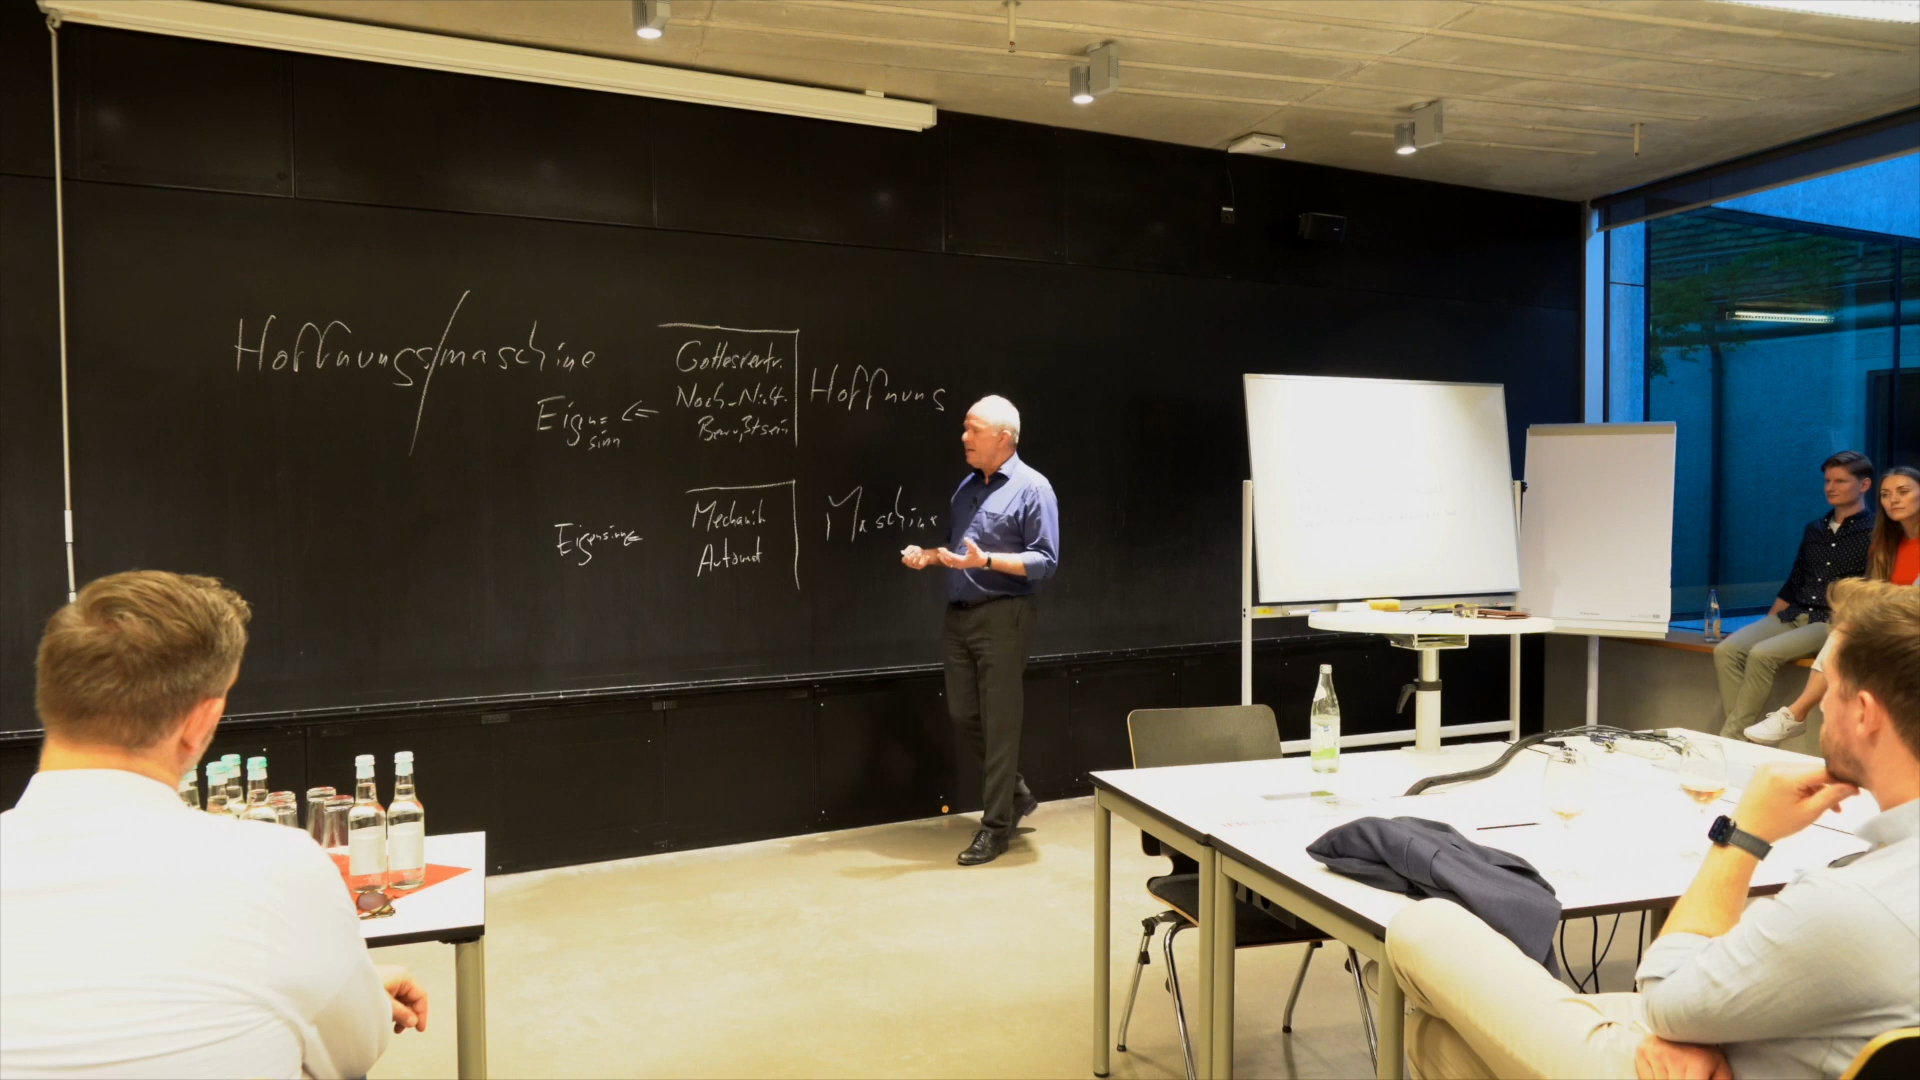 Hoffnungs/maschine
Eigen=
sinn
<=
Gottesvertr.
Noch-Nicht.
Bewußtsein
Hoffnung
Eigensinn <=
Mechanik
Automat
Maschine